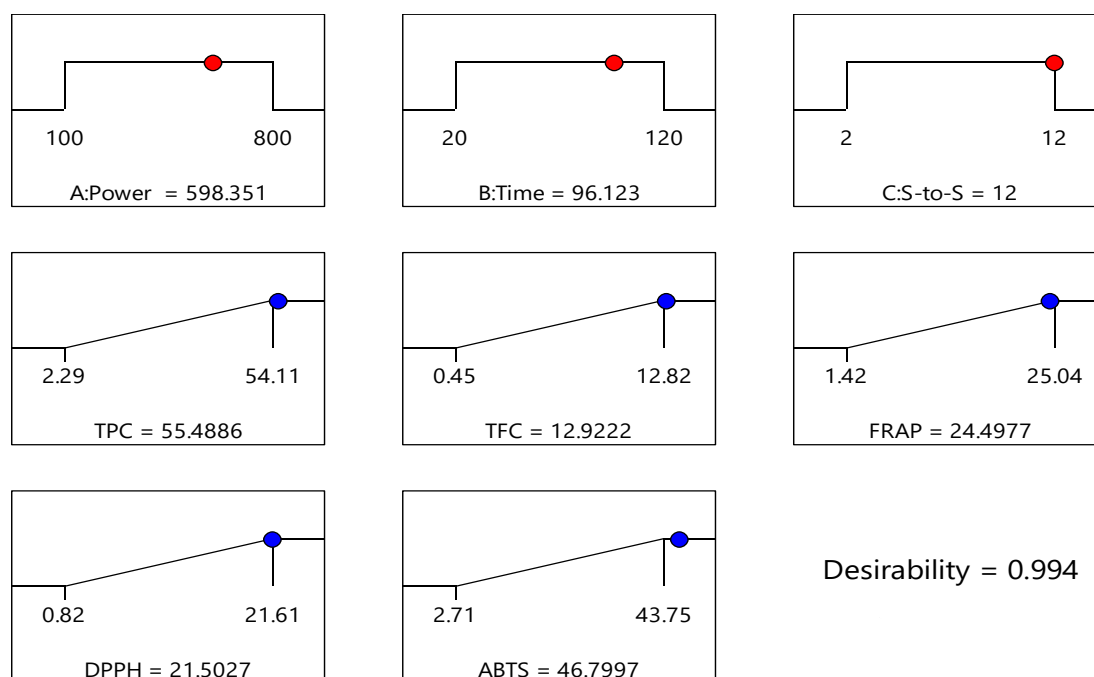 100 800
A:Power = 598.351
20 120
B:Time = 96.123
2 12
C:S-to-S = 12
2.29 54.11
TPC = 55.4886
0.45 12.82
TFC = 12.9222
1.42 25.04
FRAP = 24.4977
0.82 21.61
DPPH = 21.5027
2.71 43.75
ABTS = 46.7997
Desirability = 0.994